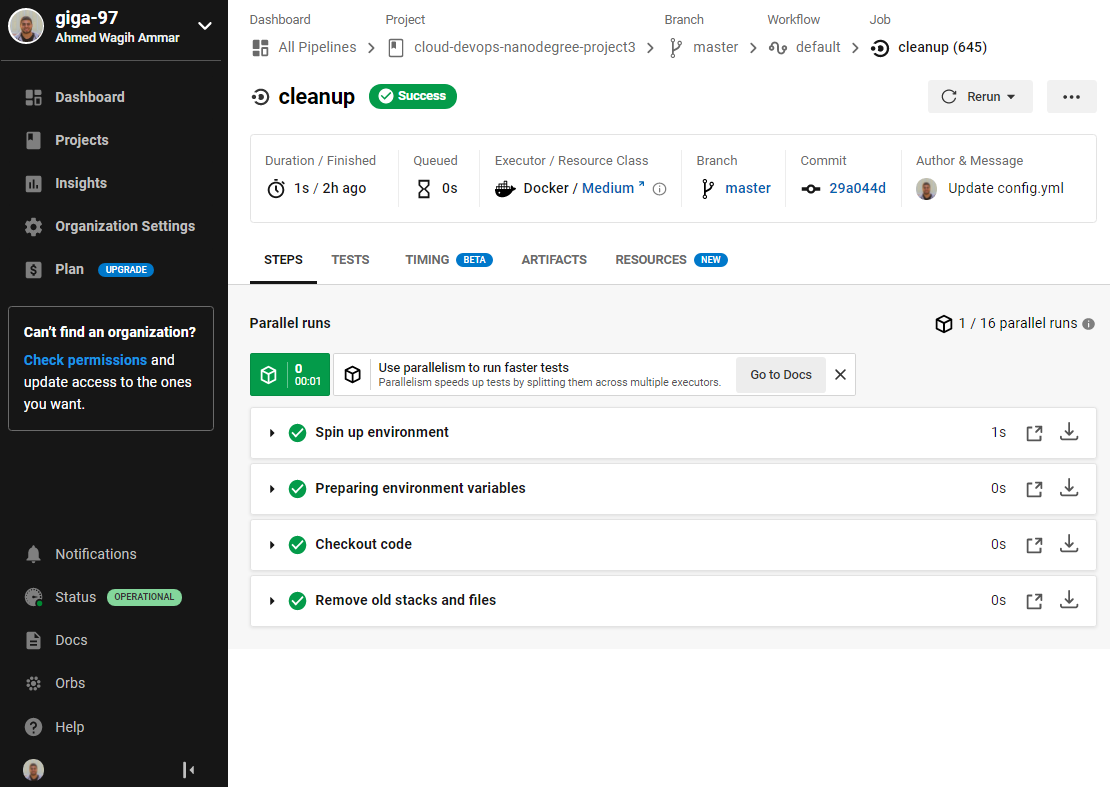 giga-97
Ahmed Wagih Ammar
Dashboard
Projects
Insights
Organization Settings
Plan UPGRADE
Can't find an organization?
Check permissions and
update access to the ones
you want.
Notifications
Status OPERATIONAL
Docs
Orbs
Help
Dashboard Project Branch Workflow Job
All Pipelines cloud-devops-nanodegree-project3 master default cleanup (645)
cleanup Success Rerun
Duration / Finished Queued Executor / Resource Class Branch Commit Author & Message
1s / 2h ago 0s Docker / Medium master 29a044d Update config.yml
STEPS TESTS TIMING BETA ARTIFACTS RESOURCES NEW
Parallel runs 1 / 16 parallel runs
0
00:01
Use parallelism to run faster tests
Parallelism speeds up tests by splitting them across multiple executors.
Go to Docs
Spin up environment 1s
Preparing environment variables 0s
Checkout code 0s
Remove old stacks and files 0s